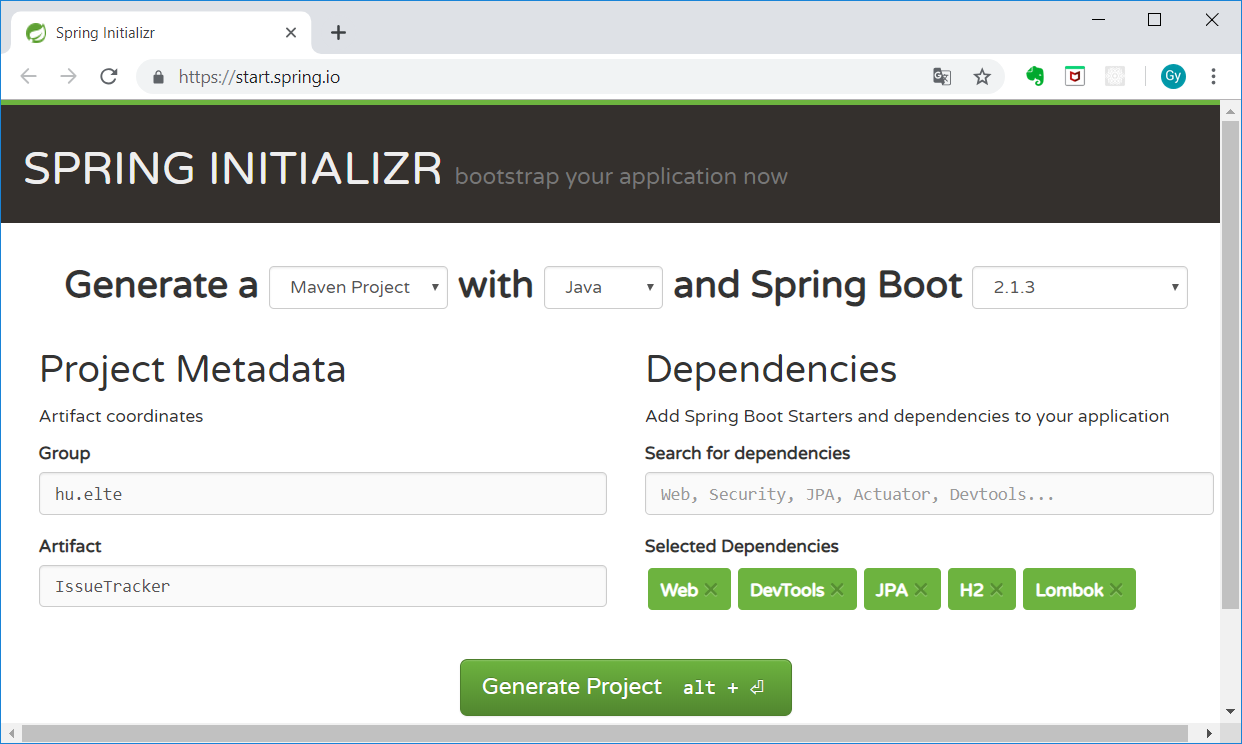 Spring Initializr
https://start.spring.io
Gy
SPRING INITIALIZR bootstrap your application now
Generate a Maven Project with Java and Spring Boot 2.1.3
Project Metadata
Artifact coordinates
Group
hu.elte
Artifact
IssueTracker
Dependencies
Add Spring Boot Starters and dependencies to your application
Search for dependencies
Web, Security, JPA, Actuator, Devtools...
Selected Dependencies
Web DevTools JPA H2 Lombok
Generate Project alt + ⏎